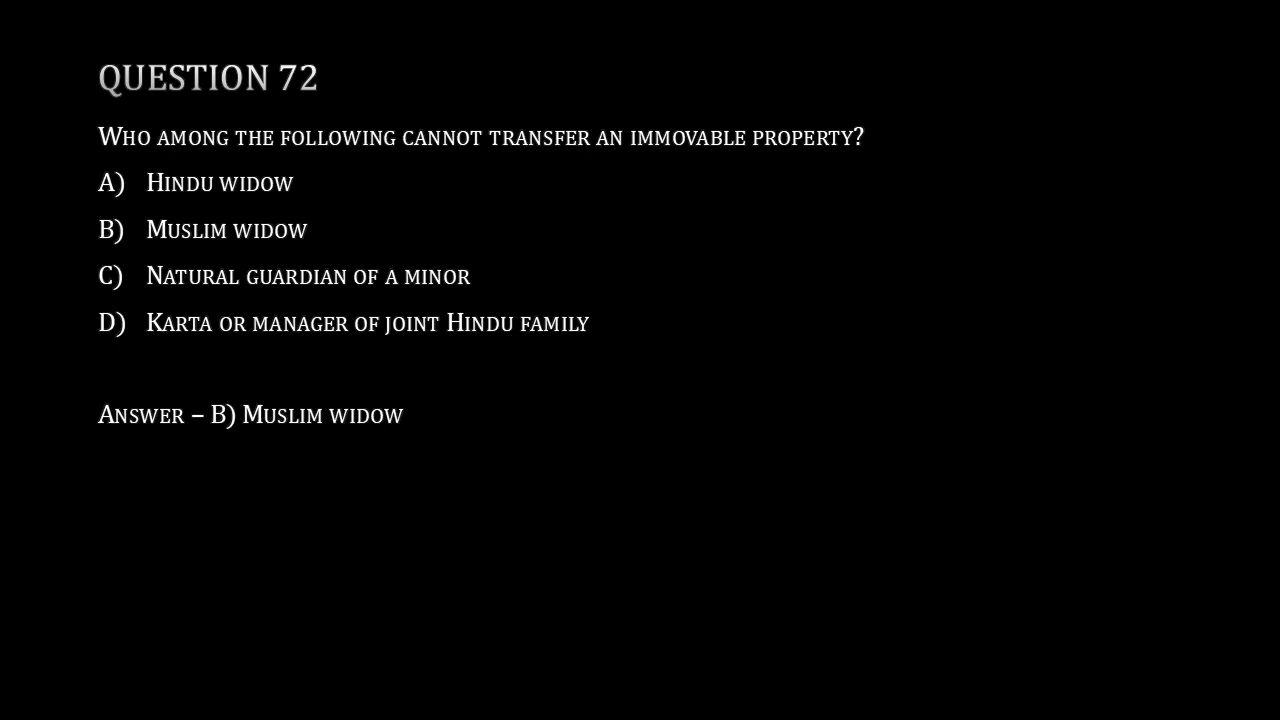 QUESTION 72
Who among the following cannot transfer an immovable property?
A) Hindu widow
B) Muslim widow
C) Natural guardian of a minor
D) Karta or manager of joint Hindu family
Answer – B) Muslim widow